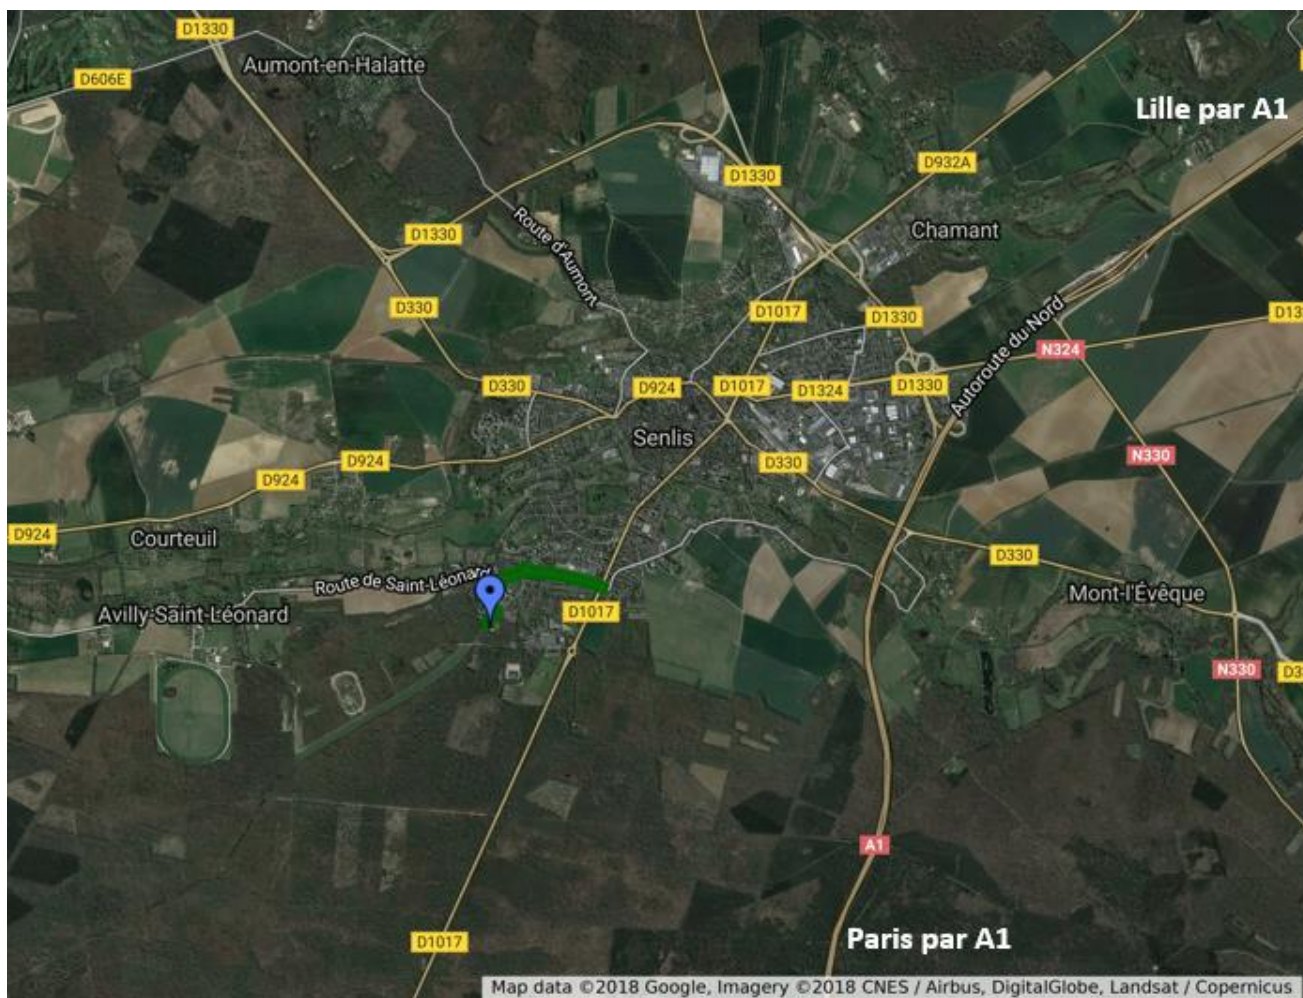 D1330
Aumont-en-Halatte
D606E
Lille par A1
D932A
D1330
Route d'Aumont
D1330
Chamant
D330
D1017
D1330
Autoroute du Nord
D13
N324
D330
D924
D1017
D1324
D1330
Senlis
D924
D330
N330
D924
D924
Courteuil
D330
Route de Saint-Léonard
Mont-l'Évêque
Avilly-Saint-Léonard
D1017
N330
D3
A1
D1017
Paris par A1
Map data ©2018 Google, Imagery ©2018 CNES / Airbus, DigitalGlobe, Landsat / Copernicus